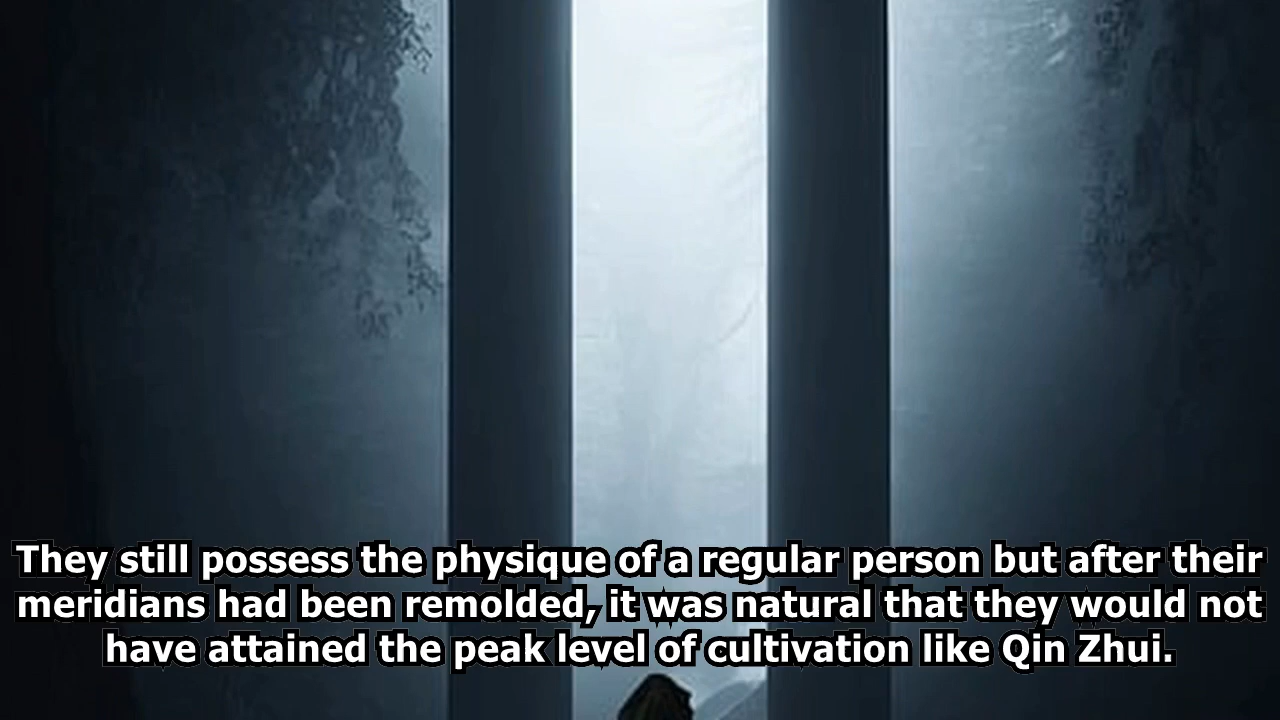 They still possess the physique of a regular person but after their
meridians had been remolded, it was natural that they would not
have attained the peak level of cultivation like Qin Zhui.